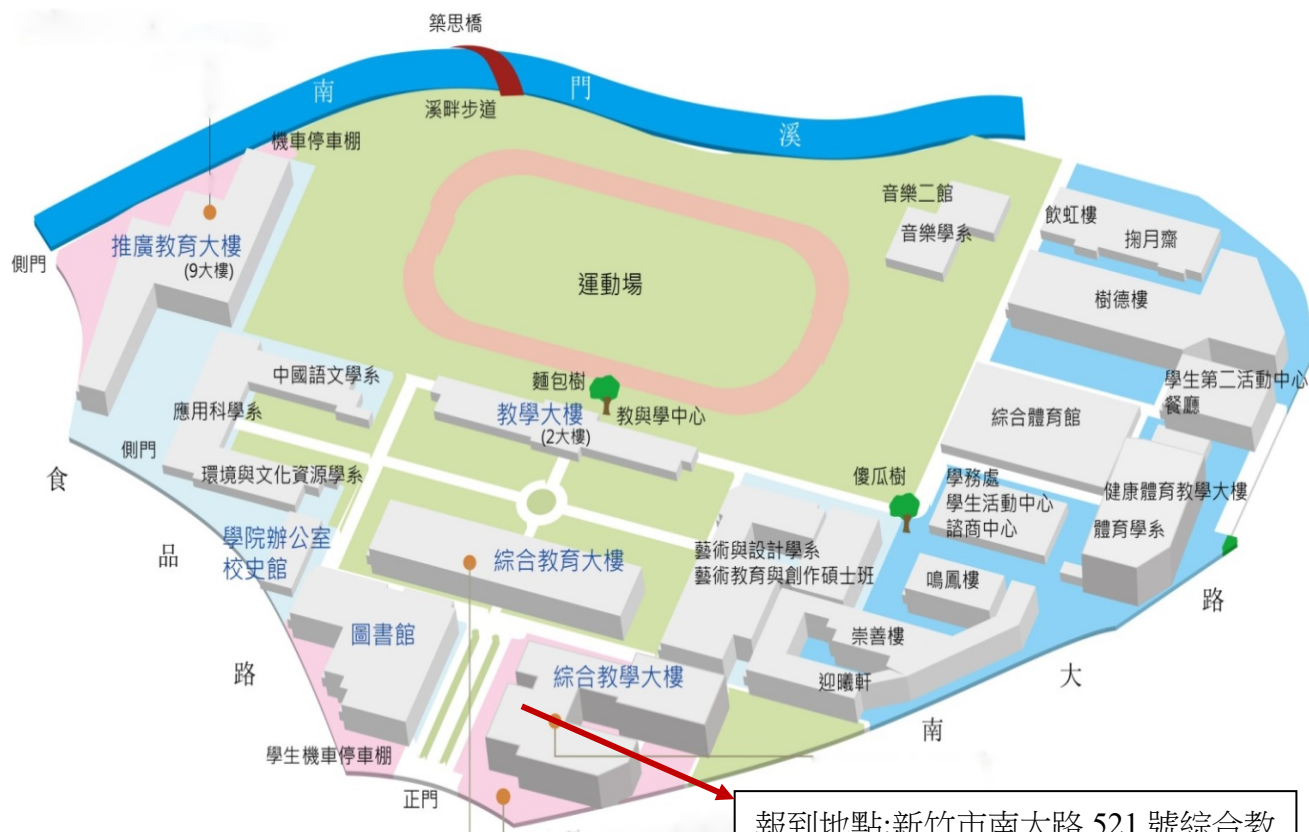 築思橋
南
門
溪
溪畔步道
機車停車棚
音樂二館
音樂學系
飲虹樓
掬月齋
樹德樓
推廣教育大樓
(9大樓)
側門
運動場
學生第二活動中心
餐廳
中國語文學系
麵包樹
教學大樓
(2大樓)
教與學中心
綜合體育館
應用科學系
側門
環境與文化資源學系
傻瓜樹
學務處
學生活動中心
諮商中心
健康體育教學大樓
體育學系
食
品
路
學院辦公室
校史館
綜合教育大樓
藝術與設計學系
藝術教育與創作碩士班
鳴鳳樓
崇善樓
迎曦軒
圖書館
綜合教學大樓
路
大
南
學生機車停車棚
正門
報到地點:新竹市南大路 521 號綜合教